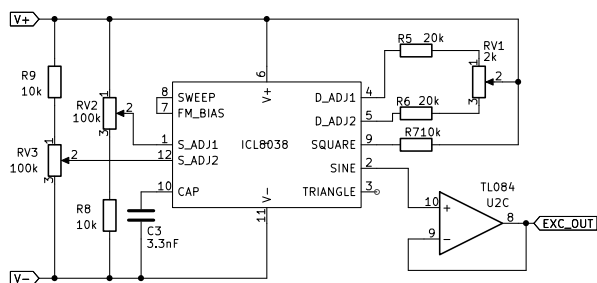 V+
R5 20k
RV1
2k
1
2
3
R9
10k
6
V+
8 SWEEP
7 FM_BIAS
D_ADJ1 4
D_ADJ2 5
R6 20k
RV2
100k
1
2
3
SQUARE 9
R7 10k
1 S_ADJ1
12 S_ADJ2
ICL8038
SINE 2
RV3
100k
1
2
3
10 CAP
TRIANGLE 3
V-
11
TL084
U2C
10 +
9 -
8
EXC_OUT
R8
10k
C3
3.3nF
V-